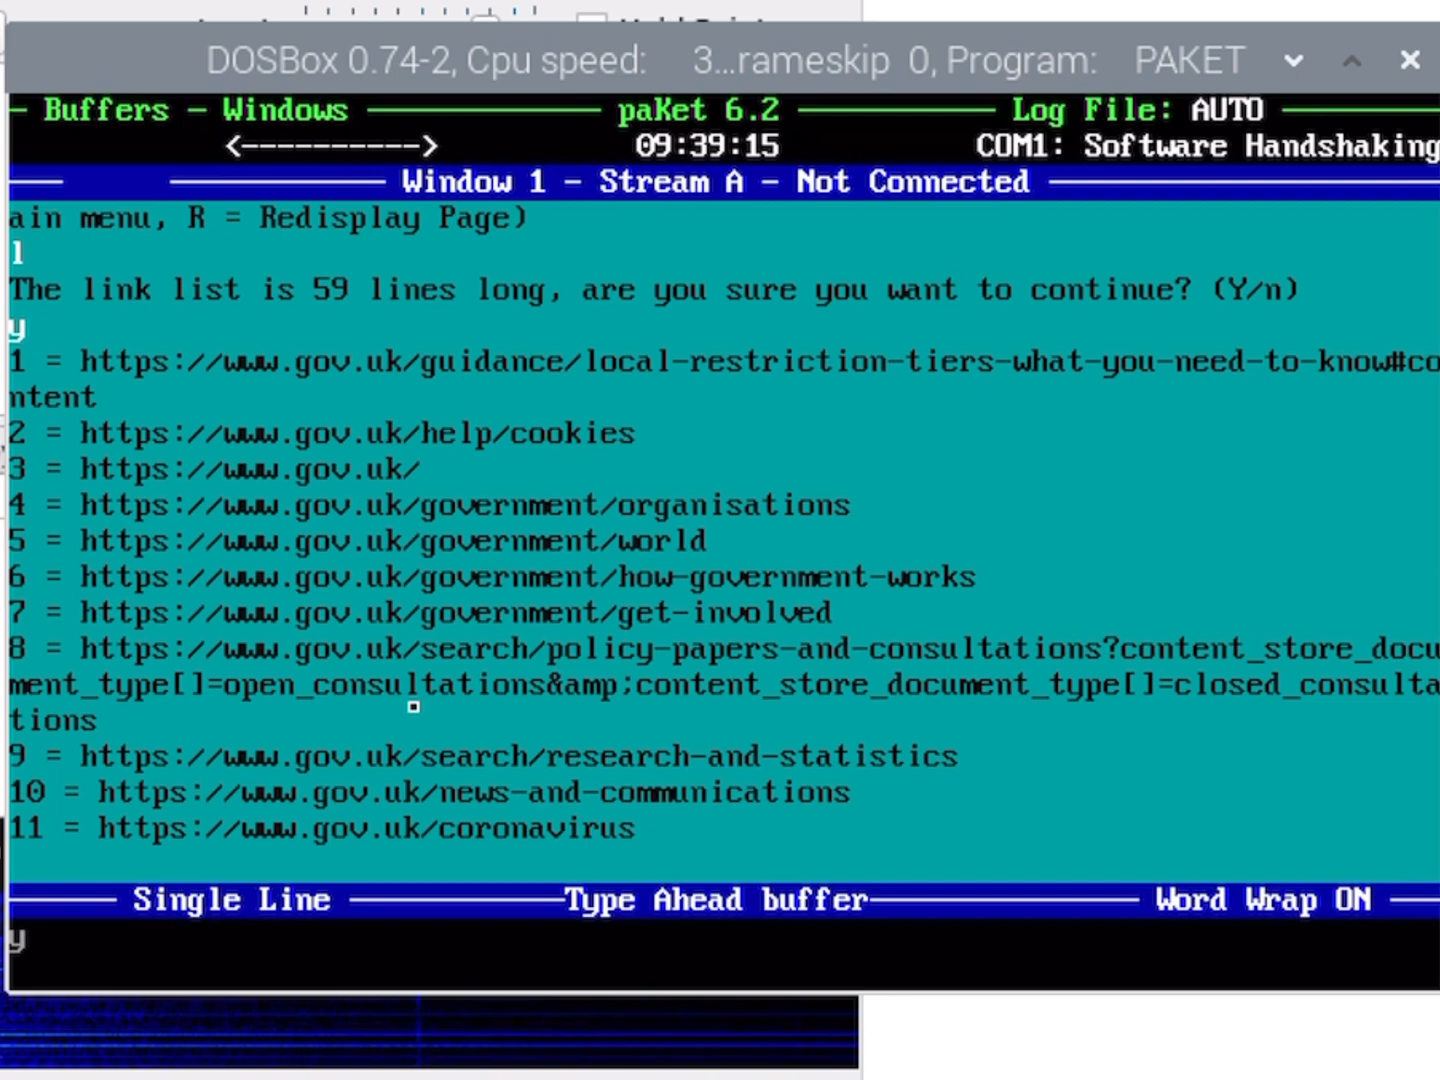 DOSBox 0.74-2, Cpu speed: 3...rameskip 0, Program: PAKET
Buffers - Windows paKet 6.2 Log File: AUTO
<----------> 09:39:15 COM1: Software Handshaking
Window 1 - Stream A - Not Connected
ain menu, R = Redisplay Page)
l
The link list is 59 lines long, are you sure you want to continue? (Y/n)
y
1 = https://www.gov.uk/guidance/local-restriction-tiers-what-you-need-to-know#co
ntent
2 = https://www.gov.uk/help/cookies
3 = https://www.gov.uk/
4 = https://www.gov.uk/government/organisations
5 = https://www.gov.uk/government/world
6 = https://www.gov.uk/government/how-government-works
7 = https://www.gov.uk/government/get-involved
8 = https://www.gov.uk/search/policy-papers-and-consultations?content_store_docu
ment_type[]=open_consultations&amp;content_store_document_type[]=closed_consulta
tions
9 = https://www.gov.uk/search/research-and-statistics
10 = https://www.gov.uk/news-and-communications
11 = https://www.gov.uk/coronavirus
Single Line Type Ahead buffer Word Wrap ON
y